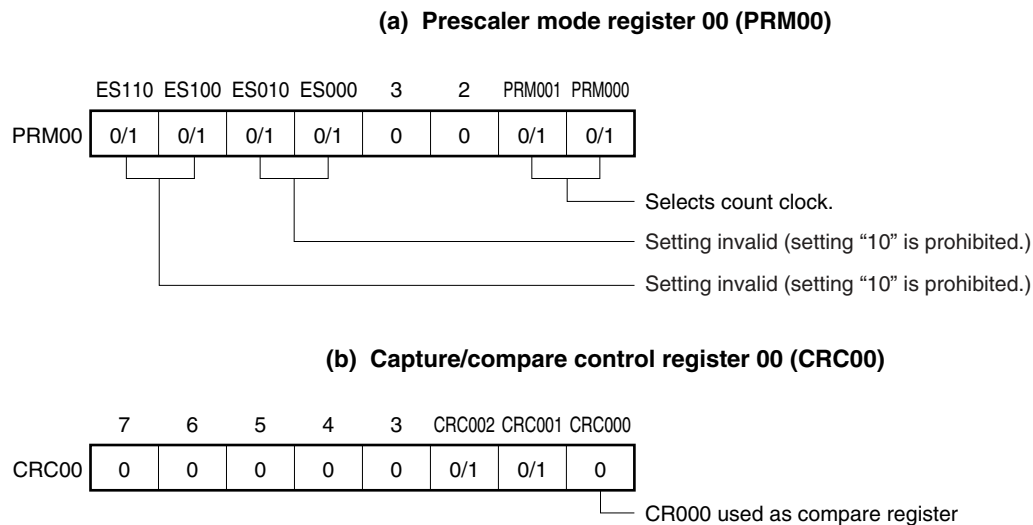 (a) Prescaler mode register 00 (PRM00)
ES110 ES100 ES010 ES000 3 2 PRM001 PRM000
PRM00 0/1 0/1 0/1 0/1 0 0 0/1 0/1
Selects count clock.
Setting invalid (setting “10” is prohibited.)
Setting invalid (setting “10” is prohibited.)
(b) Capture/compare control register 00 (CRC00)
7 6 5 4 3 CRC002 CRC001 CRC000
CRC00 0 0 0 0 0 0/1 0/1 0
CR000 used as compare register